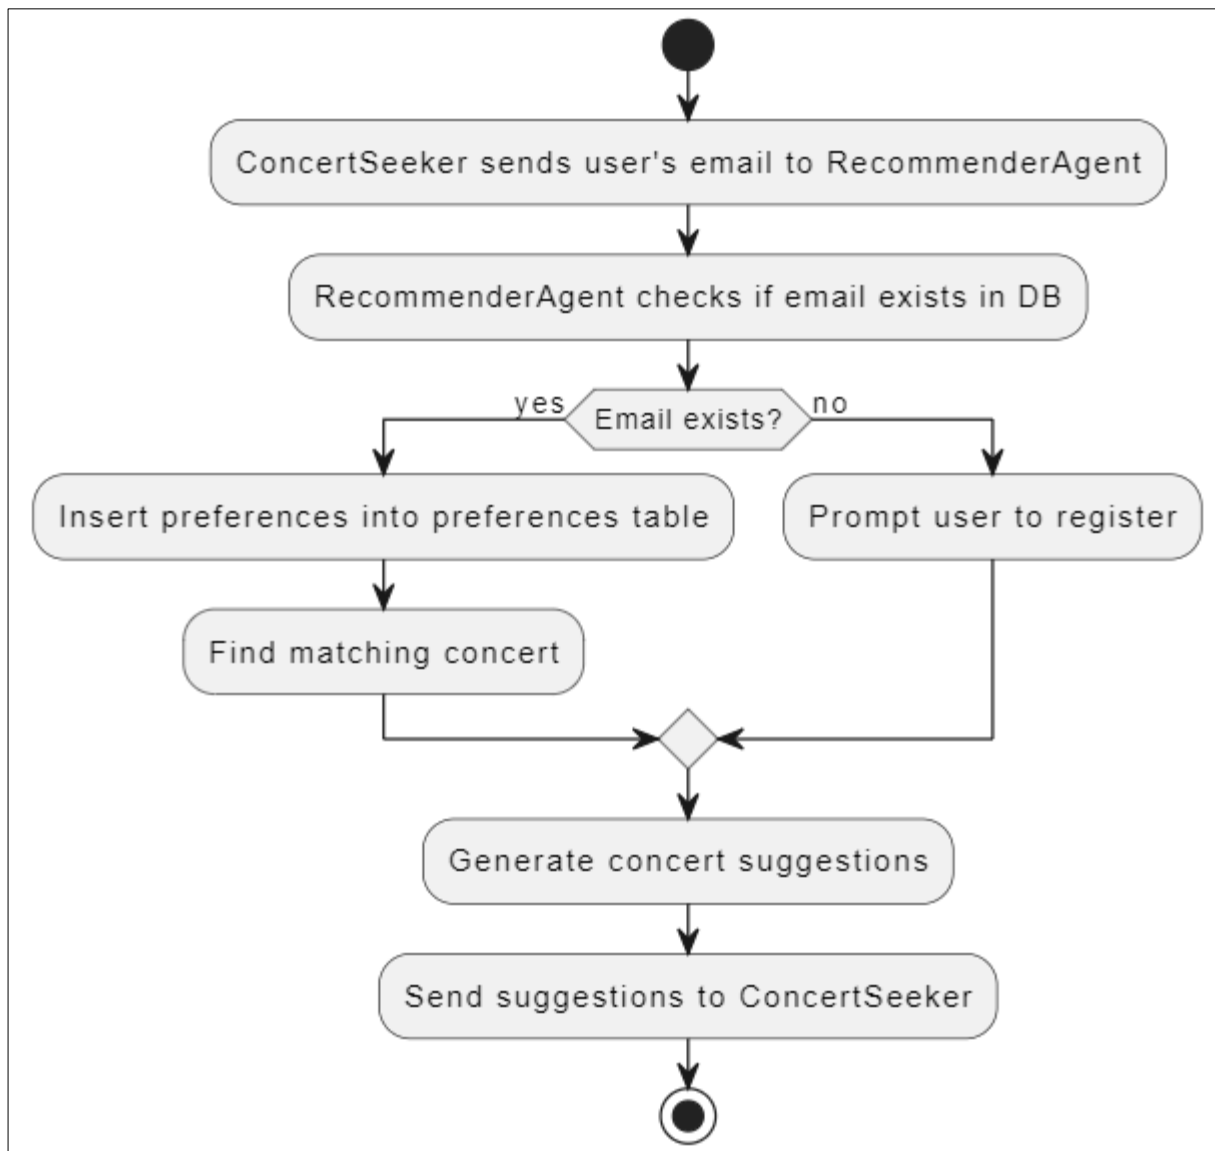 ConcertSeeker sends user's email to RecommenderAgent
RecommenderAgent checks if email exists in DB
yes
Email exists?
no
Insert preferences into preferences table
Prompt user to register
Find matching concert
Generate concert suggestions
Send suggestions to ConcertSeeker